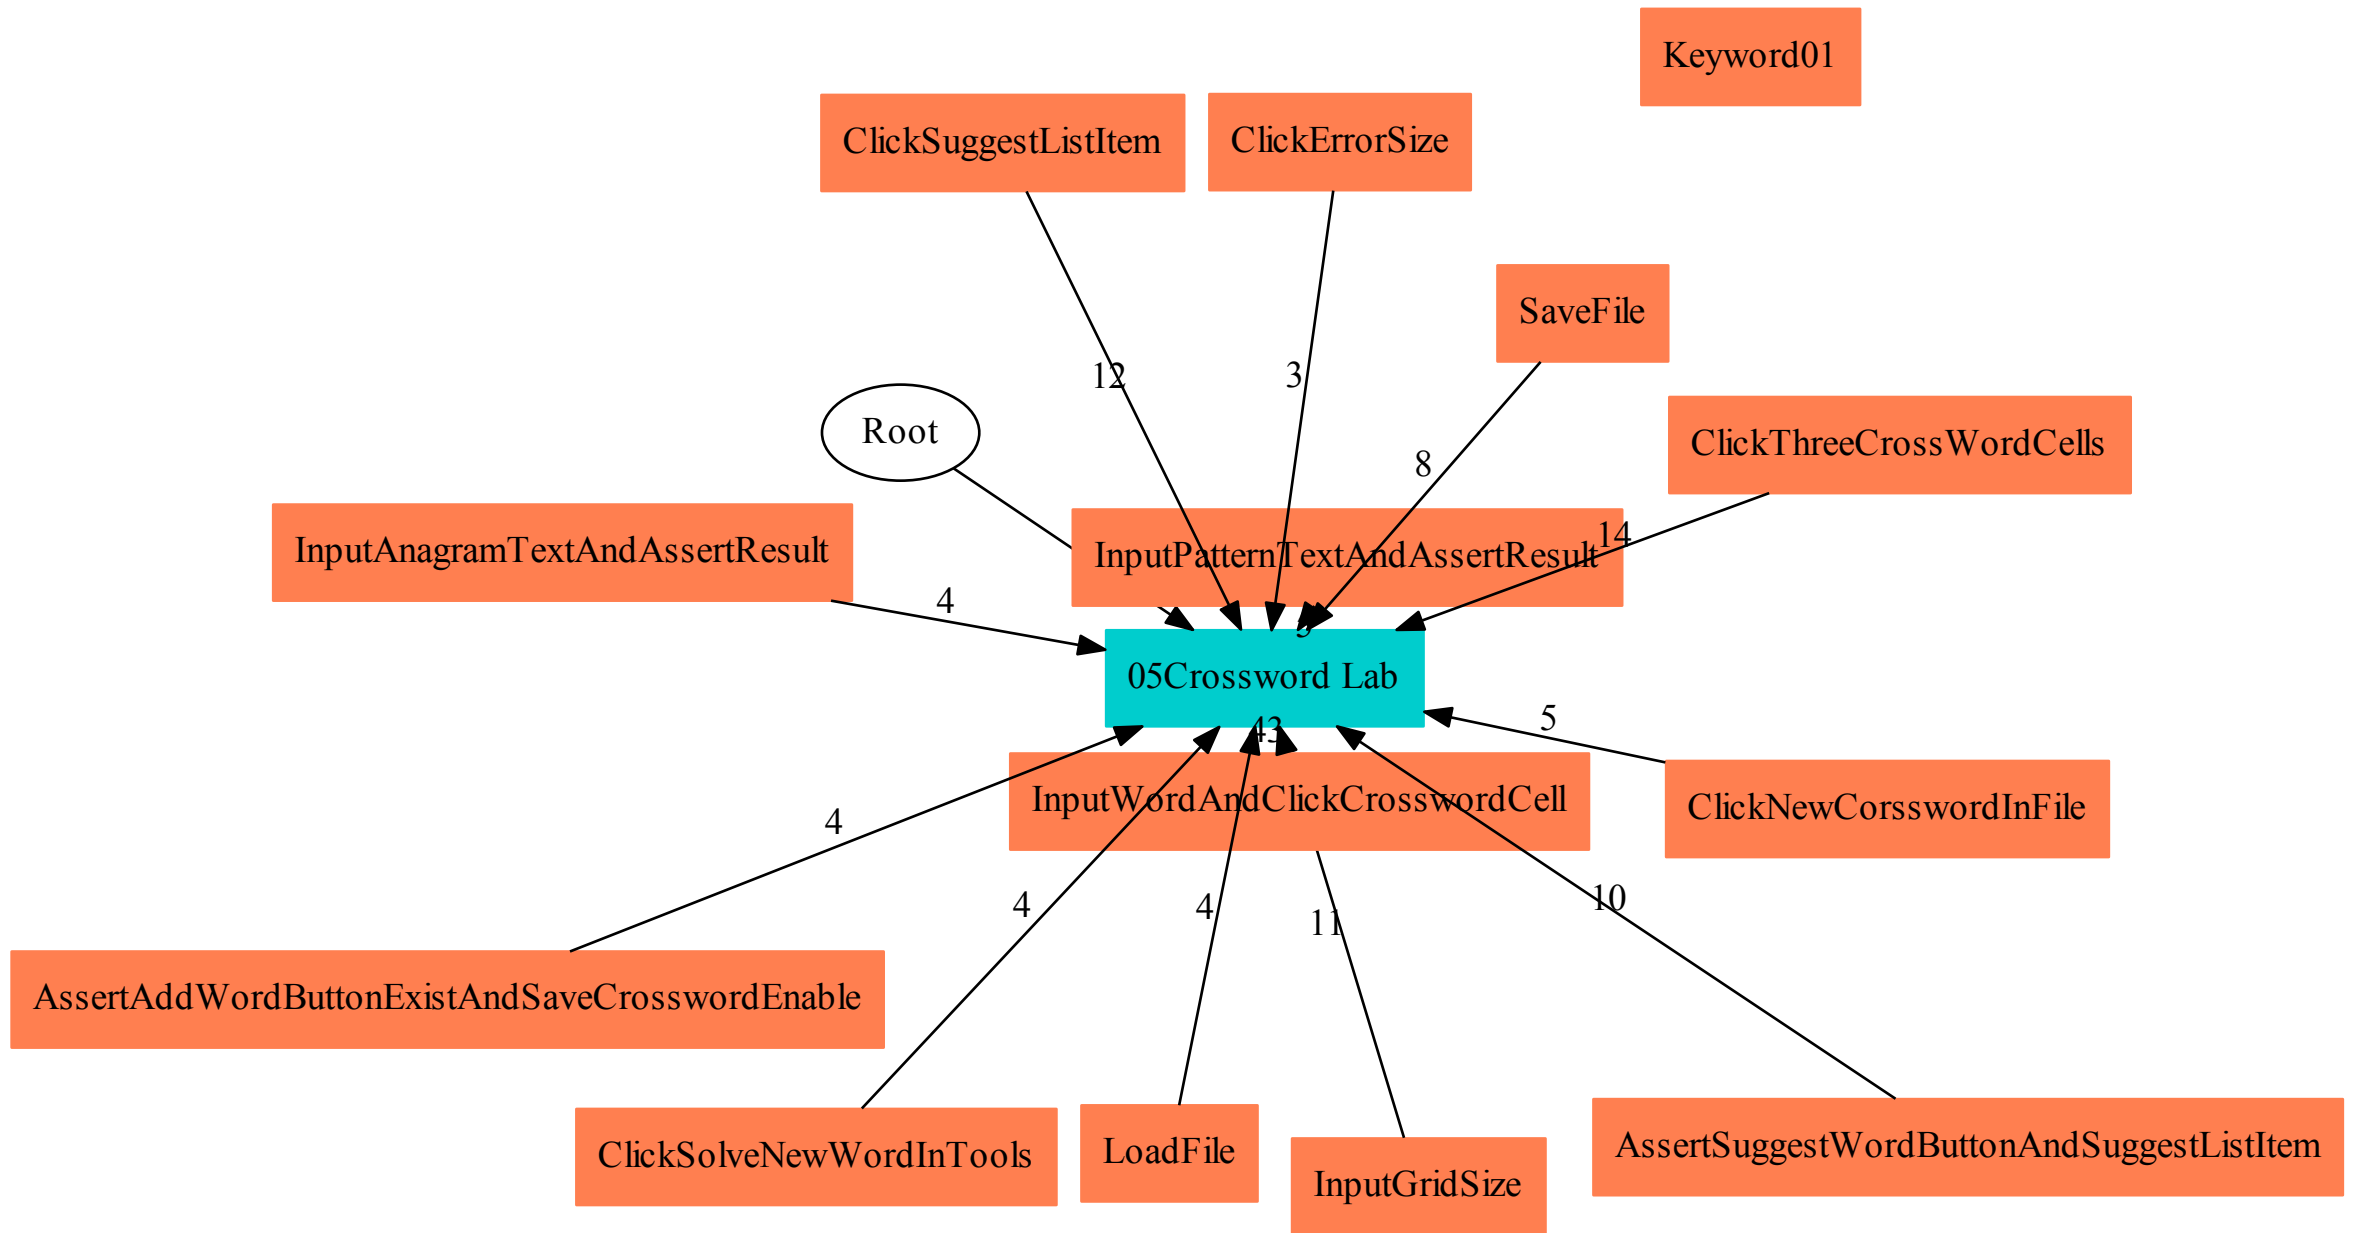 Keyword01
ClickSuggestListItem
ClickErrorSize
SaveFile
12
3
Root
ClickThreeCrossWordCells
8
14
InputAnagramTextAndAssertResult
InputPatternTextAndAssertResult
4
05Crossword Lab
5
43
InputWordAndClickCrosswordCell
ClickNewCorsswordInFile
4
4
4
11
10
AssertAddWordButtonExistAndSaveCrosswordEnable
ClickSolveNewWordInTools
LoadFile
InputGridSize
AssertSuggestWordButtonAndSuggestListItem